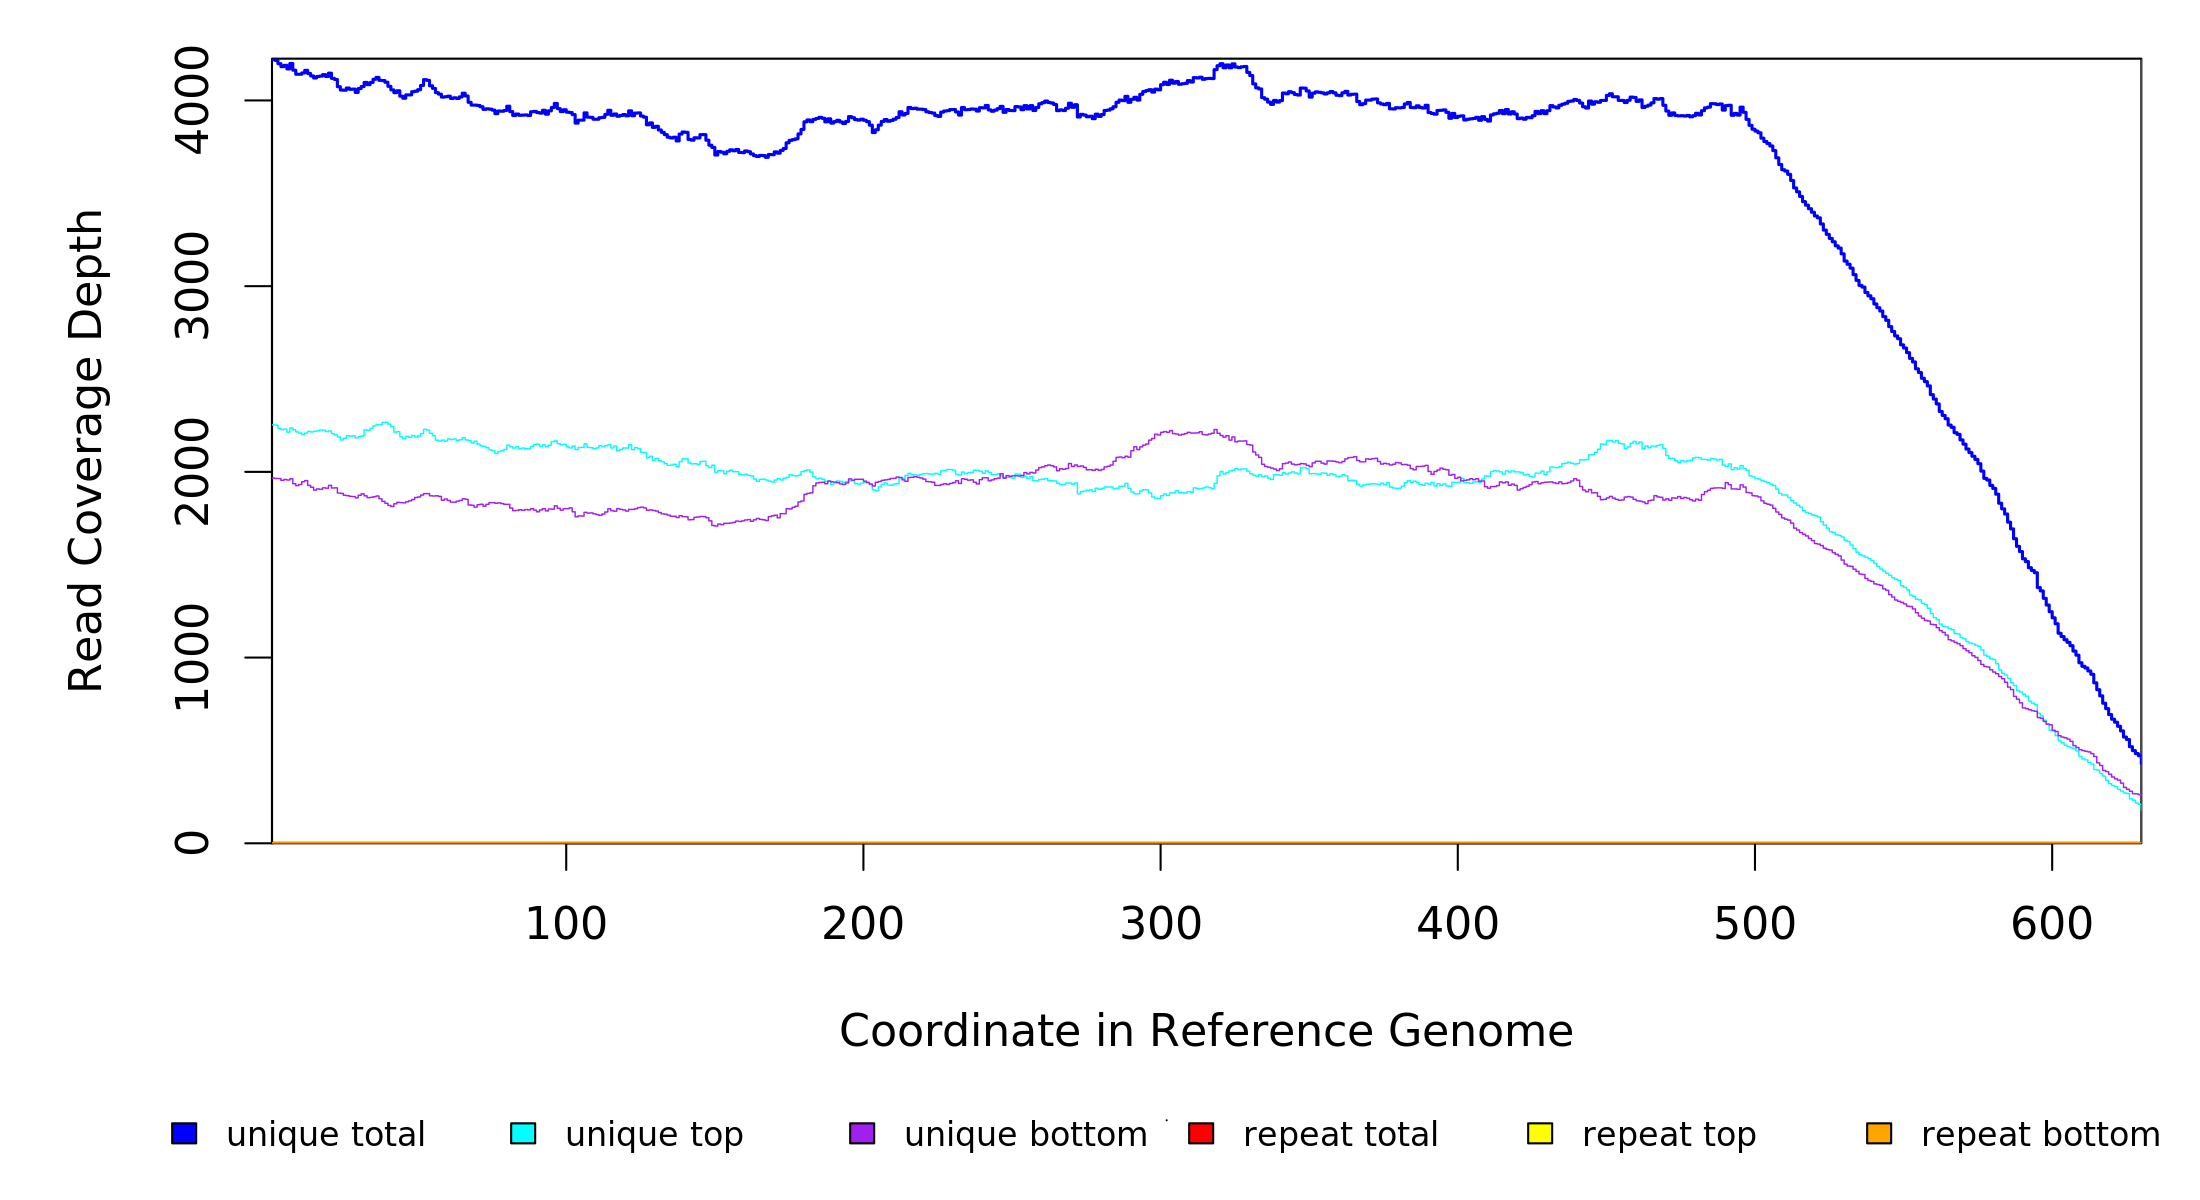 Read Coverage Depth
4000
3000
2000
1000
0
100 200 300 400 500 600
Coordinate in Reference Genome
unique total unique top unique bottom repeat total repeat top repeat bottom